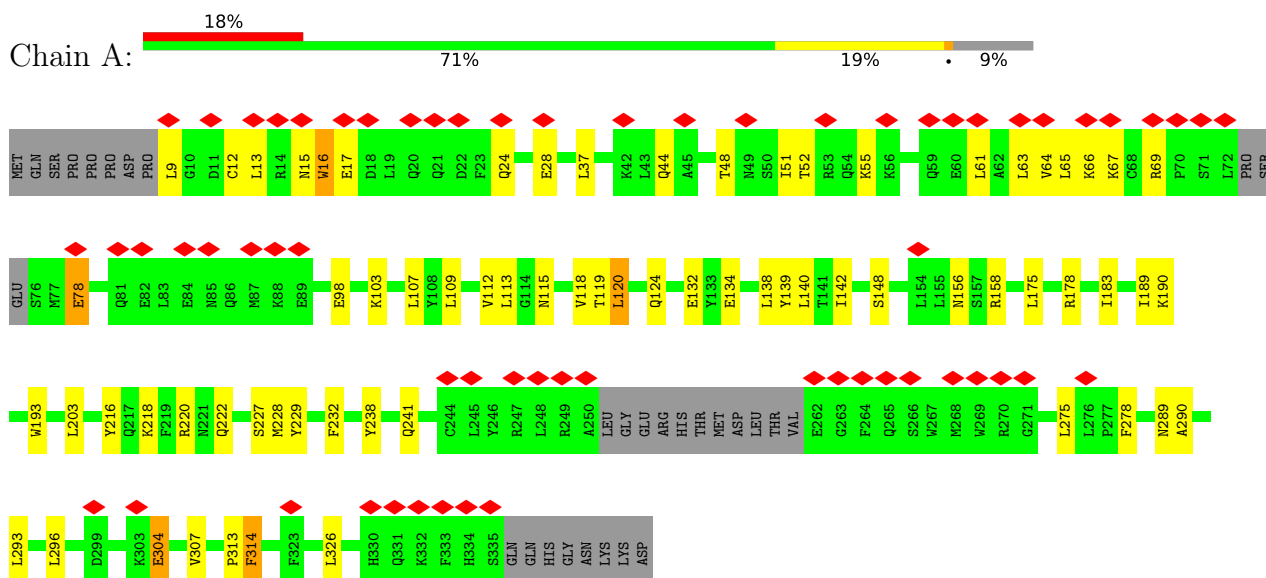 18%
Chain A:
71% 19% • 9%
MET GLN SER PRO PRO PRO ASP PRO L9 G10 D11 C12 L13 R14 N15 W16 E17 D18 L19 Q20 Q21 D22 F23 Q24 E28 L37 K42 L43 Q44 A45 T48 N49 S50 I51 T52 R53 Q54 K55 K56 Q59 E60 L61 A62 L63 V64 L65 K66 K67 C68 R69 P70 S71 L72 PRO SER
GLU S76 M77 E78 Q81 E82 L83 E84 N85 Q86 M87 K88 E89 E98 K103 L107 Y108 L109 V112 L113 G114 N115 V118 T119 L120 Q124 E132 Y133 E134 L138 Y139 L140 T141 I142 S148 L154 L155 N156 S157 R158 L175 R178 I183 I189 K190
W193 L203 Y216 Q217 K218 F219 R220 N221 Q222 S227 M228 Y229 F232 Y238 Q241 C244 L245 Y246 R247 L248 R249 A250 LEU GLY GLU ARG HIS THR MET ASP LEU THR VAL E262 G263 F264 Q265 S266 W267 M268 W269 R270 G271 L275 L276 P277 F278 N289 A290
L293 L296 D299 K303 E304 V307 P313 F314 F323 L326 H330 Q331 K332 F333 H334 S335 GLN GLN HIS GLY ASN LYS LYS ASP